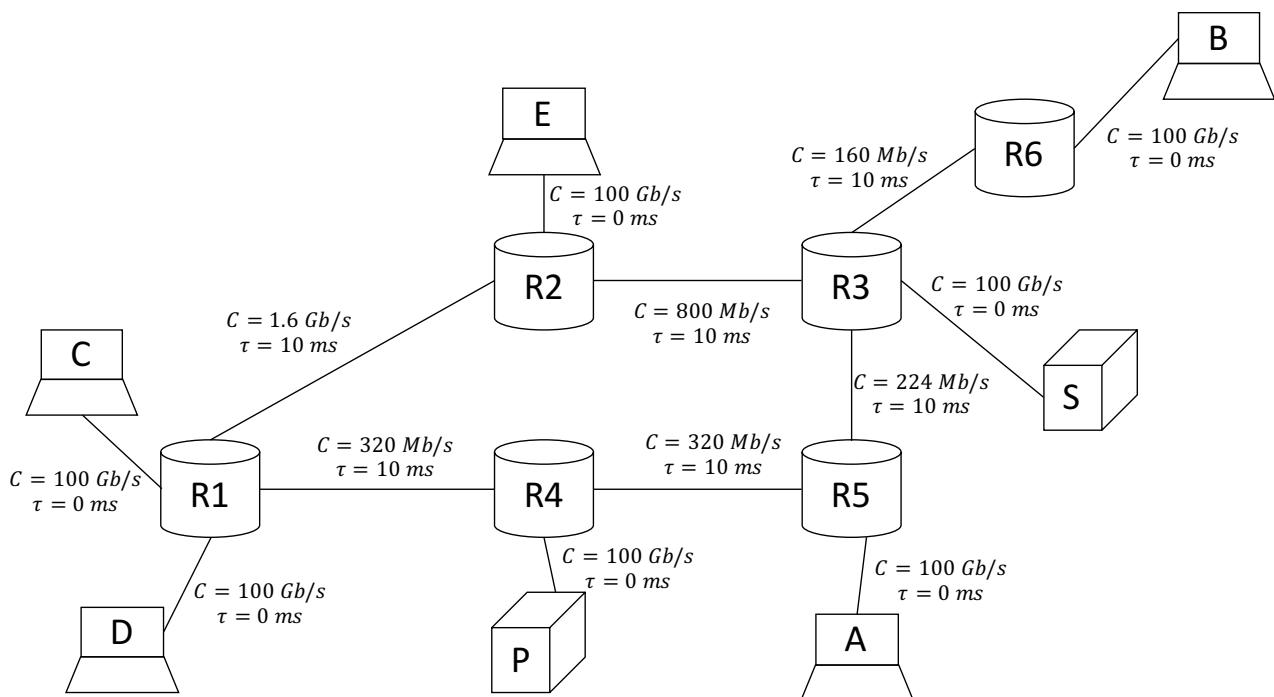 B
E
C = 100 Gb/s
τ = 0 ms
C = 160 Mb/s
τ = 10 ms
R6
C = 100 Gb/s
τ = 0 ms
R2
R3
C = 100 Gb/s
τ = 0 ms
C = 800 Mb/s
τ = 10 ms
C = 1.6 Gb/s
τ = 10 ms
C
C = 224 Mb/s
τ = 10 ms
S
C = 320 Mb/s
τ = 10 ms
C = 320 Mb/s
τ = 10 ms
C = 100 Gb/s
τ = 0 ms
R1
R4
R5
C = 100 Gb/s
τ = 0 ms
C = 100 Gb/s
τ = 0 ms
C = 100 Gb/s
τ = 0 ms
D
P
A